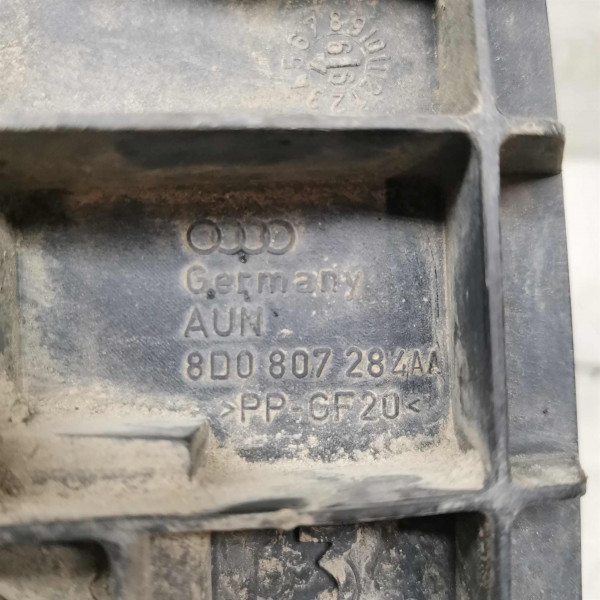 Germany
AUN
8D0 807 284AA
>PP-GF20<